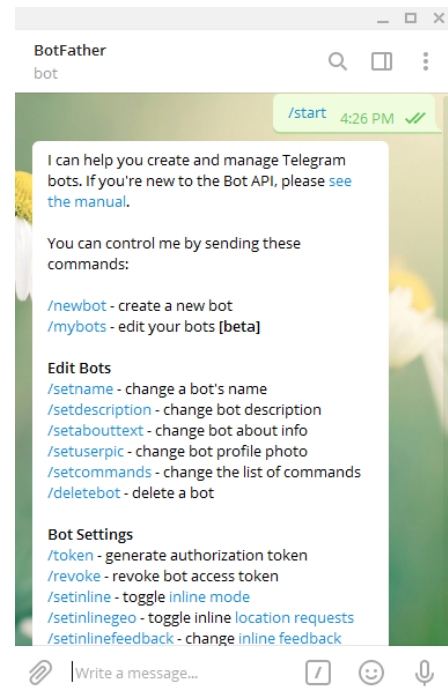 BotFather
bot
/start 4:26 PM
I can help you create and manage Telegram
bots. If you're new to the Bot API, please see
the manual.
You can control me by sending these
commands:
/newbot - create a new bot
/mybots - edit your bots [beta]
Edit Bots
/setname - change a bot's name
/setdescription - change bot description
/setabouttext - change bot about info
/setuserpic - change bot profile photo
/setcommands - change the list of commands
/deletebot - delete a bot
Bot Settings
/token - generate authorization token
/revoke - revoke bot access token
/setinline - toggle inline mode
/setinlinegeo - toggle inline location requests
/setinlinefeedback - change inline feedback
Write a message...